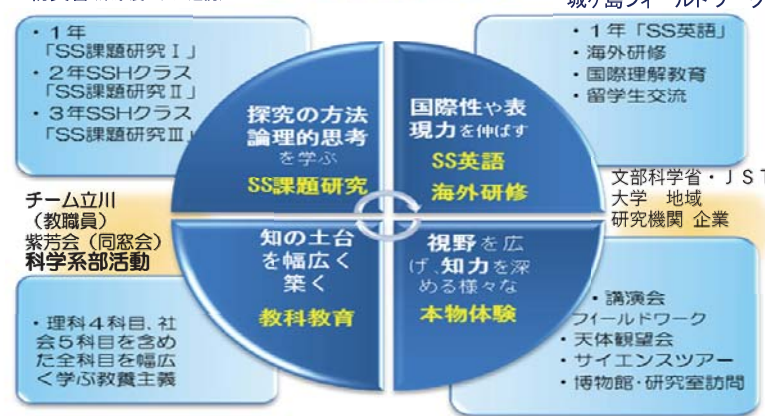 城ヶ島フィールドワーク
・1年
「SS課題研究Ⅰ」
・2年SSHクラス
「SS課題研究Ⅱ」
・3年SSHクラス
「SS課題研究Ⅲ」
探究の方法
論理的思考
を学ぶ
SS課題研究
国際性や表
現力を伸ばす
SS英語
海外研修
・1年「SS英語」
・海外研修
・国際理解教育
・留学生交流
チーム立川
(教職員)
紫芳会(同窓会)
科学系部活動
文部科学省・JST
大学 地域
研究機関 企業
知の土台
を幅広く
築く
教科教育
視野を広
げ、知力を深
める様々な
本物体験
・理科4科目、社
会5科目を含め
た全科目を幅広
く学ぶ教養主義
・講演会
フィールドワーク
・天体観望会
・サイエンスツアー
・博物館・研究室訪問